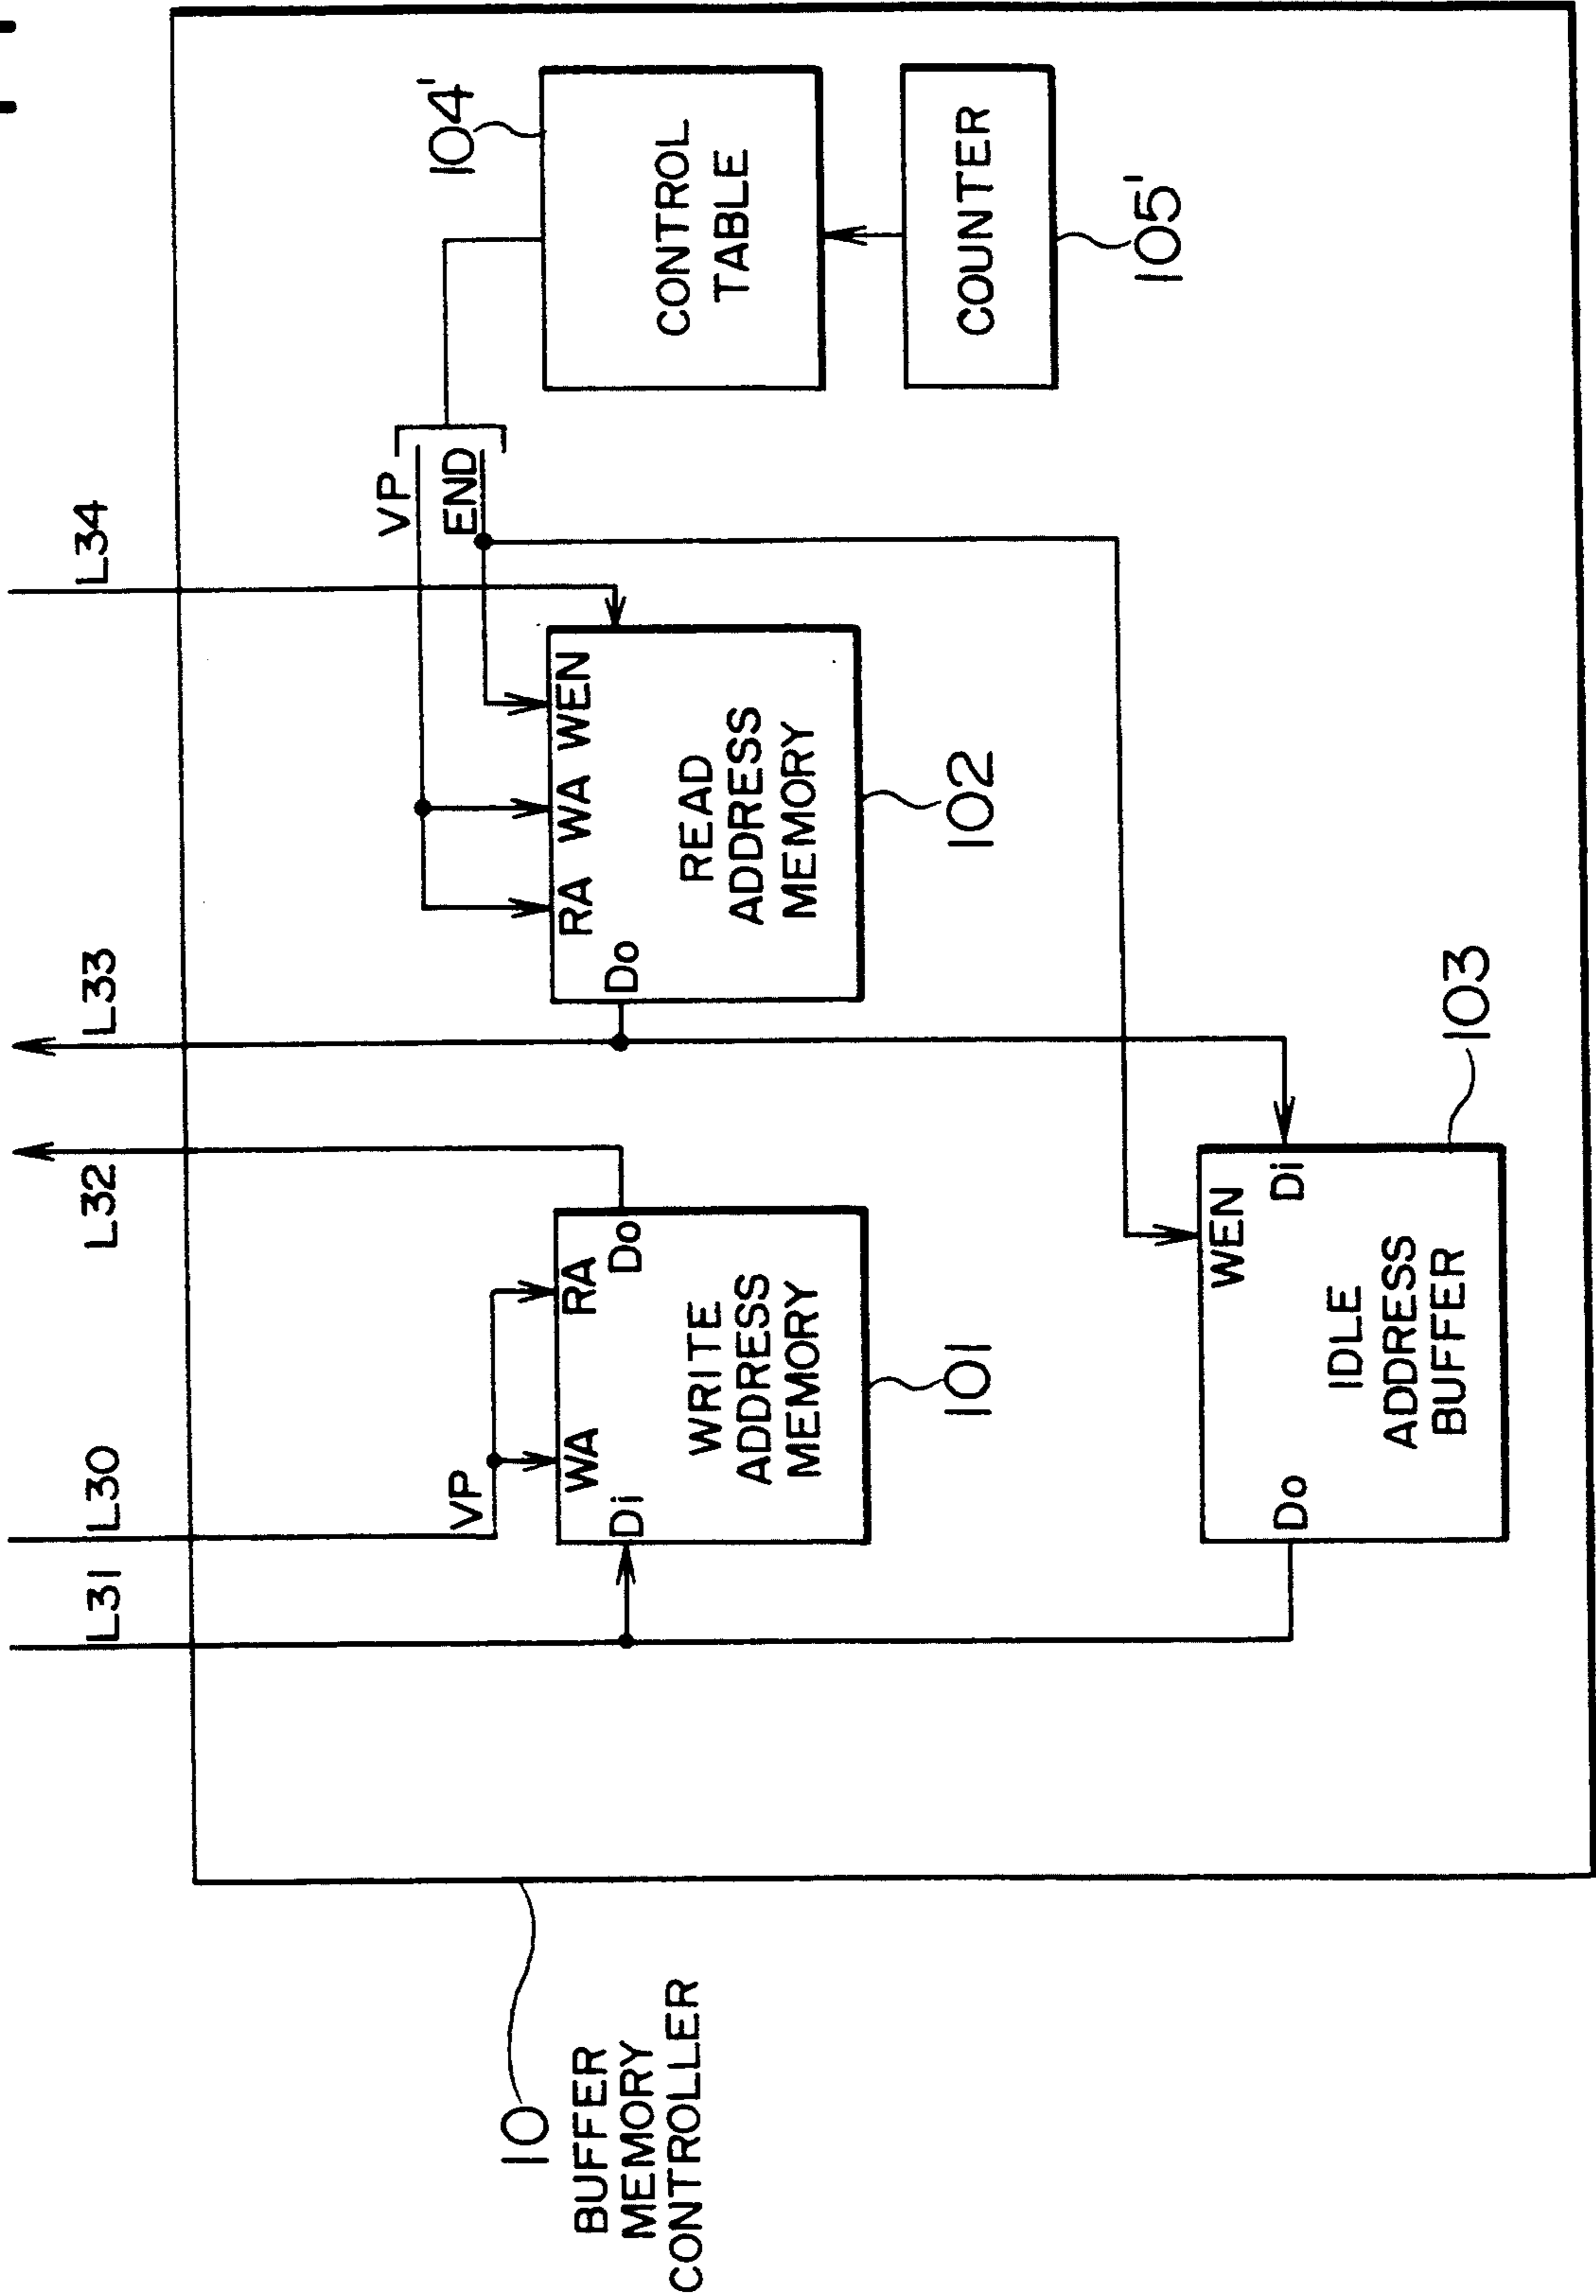 L31
L30
L32
L33
L34
10
BUFFER
MEMORY
CONTROLLER
VP
WA
RA
Di
Do
WRITE
ADDRESS
MEMORY
101
VP
END
RA WA WEN
Do
READ
ADDRESS
MEMORY
102
104'
CONTROL
TABLE
COUNTER
105'
WEN
Do
Di
IDLE
ADDRESS
BUFFER
103